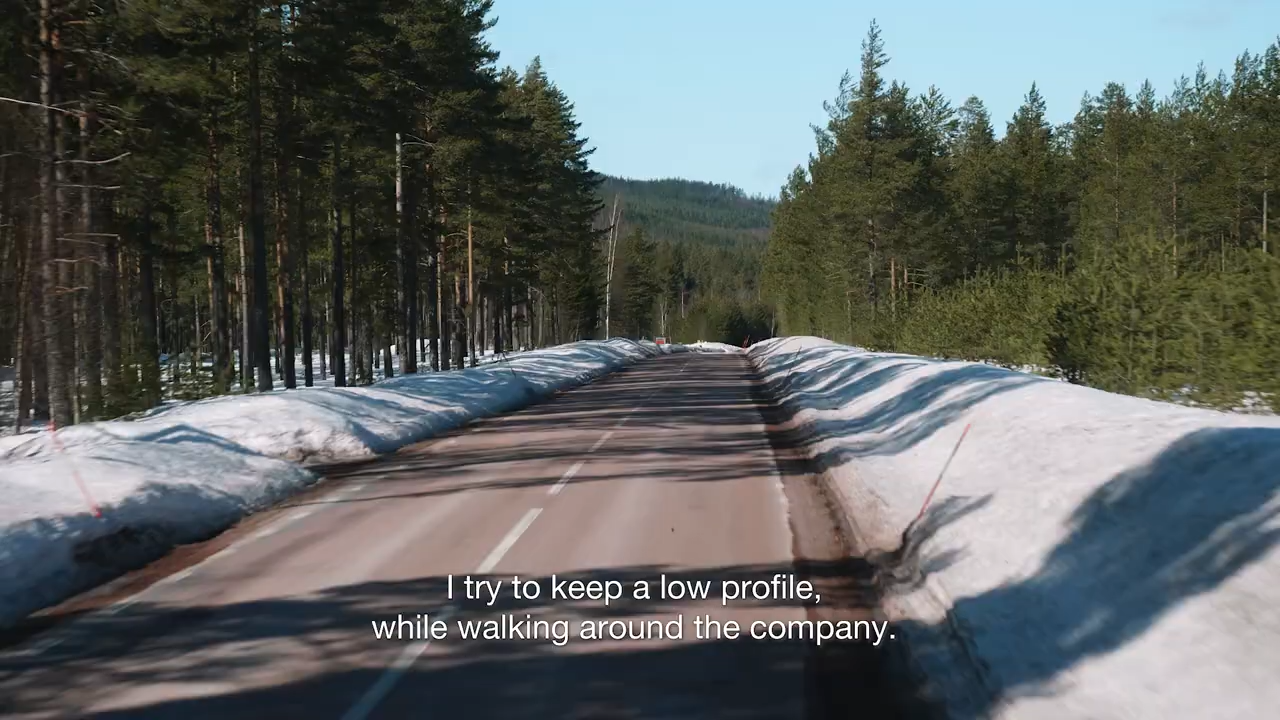 I try to keep a low profile,
while walking around the company.